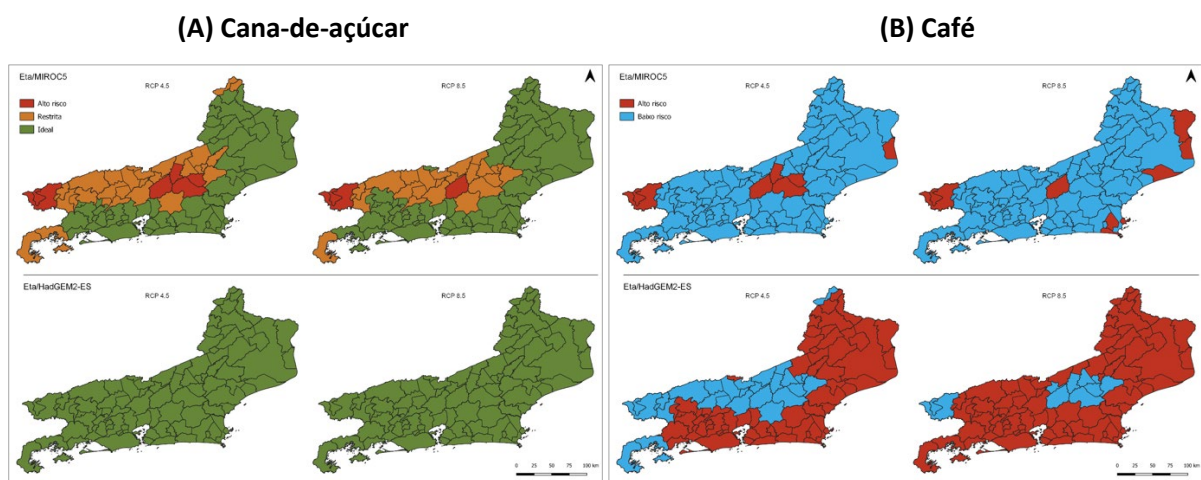 (A) Cana-de-açúcar
(B) Café
Eta/MIROC5
RCP 4.5
RCP 8.5
Alto risco
Restrita
Ideal
Eta/HadGEM2-ES
RCP 4.5
RCP 8.5
0 25 50 75 100 km
Eta/MIROC5
RCP 4.5
RCP 8.5
Alto risco
Baixo risco
Eta/HadGEM2-ES
RCP 4.5
RCP 8.5
0 25 50 75 100 km